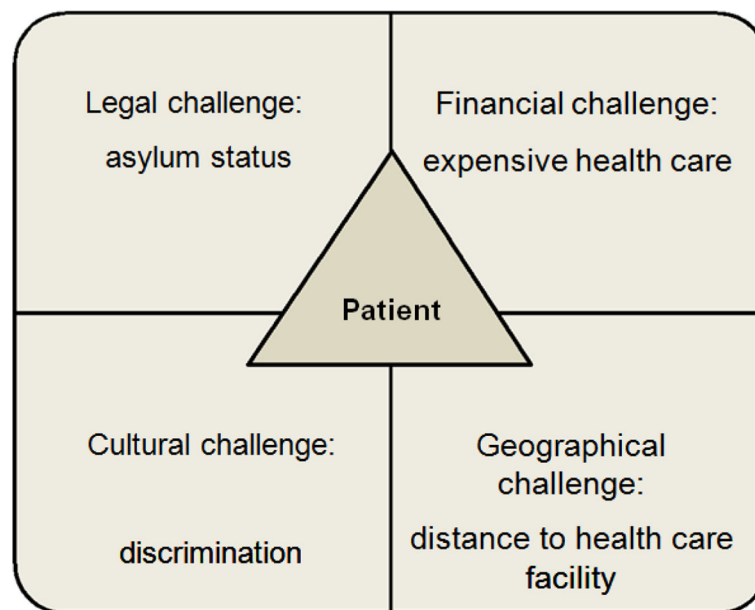 Legal challenge:
asylum status
Financial challenge:
expensive health care
Patient
Cultural challenge:
discrimination
Geographical
challenge:
distance to health care
facility